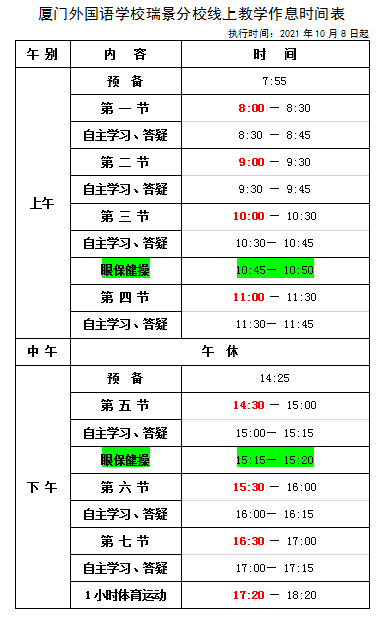 厦门外国语学校瑞景分校线上教学作息时间表
执行时间：2021 年 10 月 8 日起
午 别 内 容 时 间
预 备 7:55
第 一 节 8:00 — 8:30
自主学习、答疑 8:30 — 8:45
第 二 节 9:00 — 9:30
自主学习、答疑 9:30 — 9:45
上午 第 三 节 10:00 — 10:30
自主学习、答疑 10:30— 10:45
眼保健操 10:45— 10:50
第 四 节 11:00 — 11:30
自主学习、答疑 11:30— 11:45
中 午 午 休
预 备 14:25
第 五 节 14:30 — 15:00
自主学习、答疑 15:00— 15:15
眼保健操 15:15— 15:20
下 午 第 六 节 15:30 — 16:00
自主学习、答疑 16:00— 16:15
第 七 节 16:30 — 17:00
自主学习、答疑 17:00— 17:15
1 小时体育运动 17:20 — 18:20